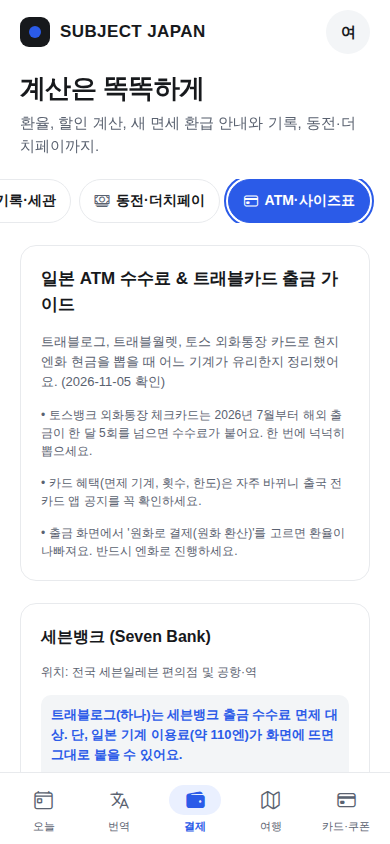 SUBJECT JAPAN
여
계산은 똑똑하게
환율, 할인 계산, 새 면세 환급 안내와 기록, 동전·더
치페이까지.
기록·세관
동전·더치페이
ATM·사이즈표
일본 ATM 수수료 & 트래블카드 출금 가
이드
트래블로그, 트래블월렛, 토스 외화통장 카드로 현지
엔화 현금을 뽑을 때 어느 기계가 유리한지 정리했어
요. (2026-11-05 확인)
• 토스뱅크 외화통장 체크카드는 2026년 7월부터 해외 출
금이 한 달 5회를 넘으면 수수료가 붙어요. 한 번에 넉넉히
뽑으세요.
• 카드 혜택(면제 기계, 횟수, 한도)은 자주 바뀌니 출국 전
카드 앱 공지를 꼭 확인하세요.
• 출금 화면에서 '원화로 결제(원화 환산)'를 고르면 환율이
나빠져요. 반드시 엔화로 진행하세요.
세븐뱅크 (Seven Bank)
위치: 전국 세븐일레븐 편의점 및 공항·역
트래블로그(하나)는 세븐뱅크 출금 수수료 면제 대
상. 단, 일본 기계 이용료(약 110엔)가 화면에 뜨면
그대로 붙을 수 있어요.
오늘
번역
결제
여행
카드·쿠폰